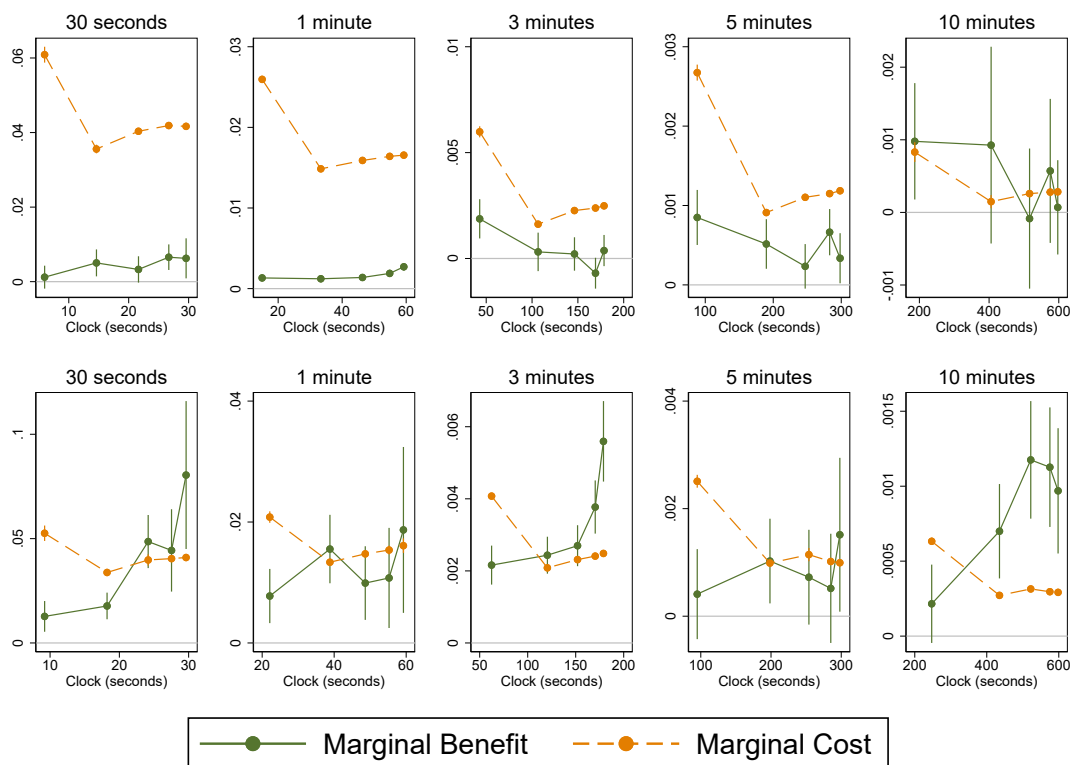 30 seconds
1 minute
3 minutes
5 minutes
10 minutes
0 .02 .04 .06
10 20 30
Clock (seconds)
0 .01 .02 .03
0 20 40 60
Clock (seconds)
0 .005 .01
50 100 150 200
Clock (seconds)
0 .001 .002 .003
100 200 300
Clock (seconds)
-.001 0 .001 .002
200 400 600
Clock (seconds)
30 seconds
1 minute
3 minutes
5 minutes
10 minutes
0 .05 .1
10 20 30
Clock (seconds)
0 .02 .04
20 40 60
Clock (seconds)
0 .002 .004 .006
50 100 150 200
Clock (seconds)
0 .002 .004
100 200 300
Clock (seconds)
0 .0005 .001 .0015
200 400 600
Clock (seconds)
Marginal Benefit
Marginal Cost